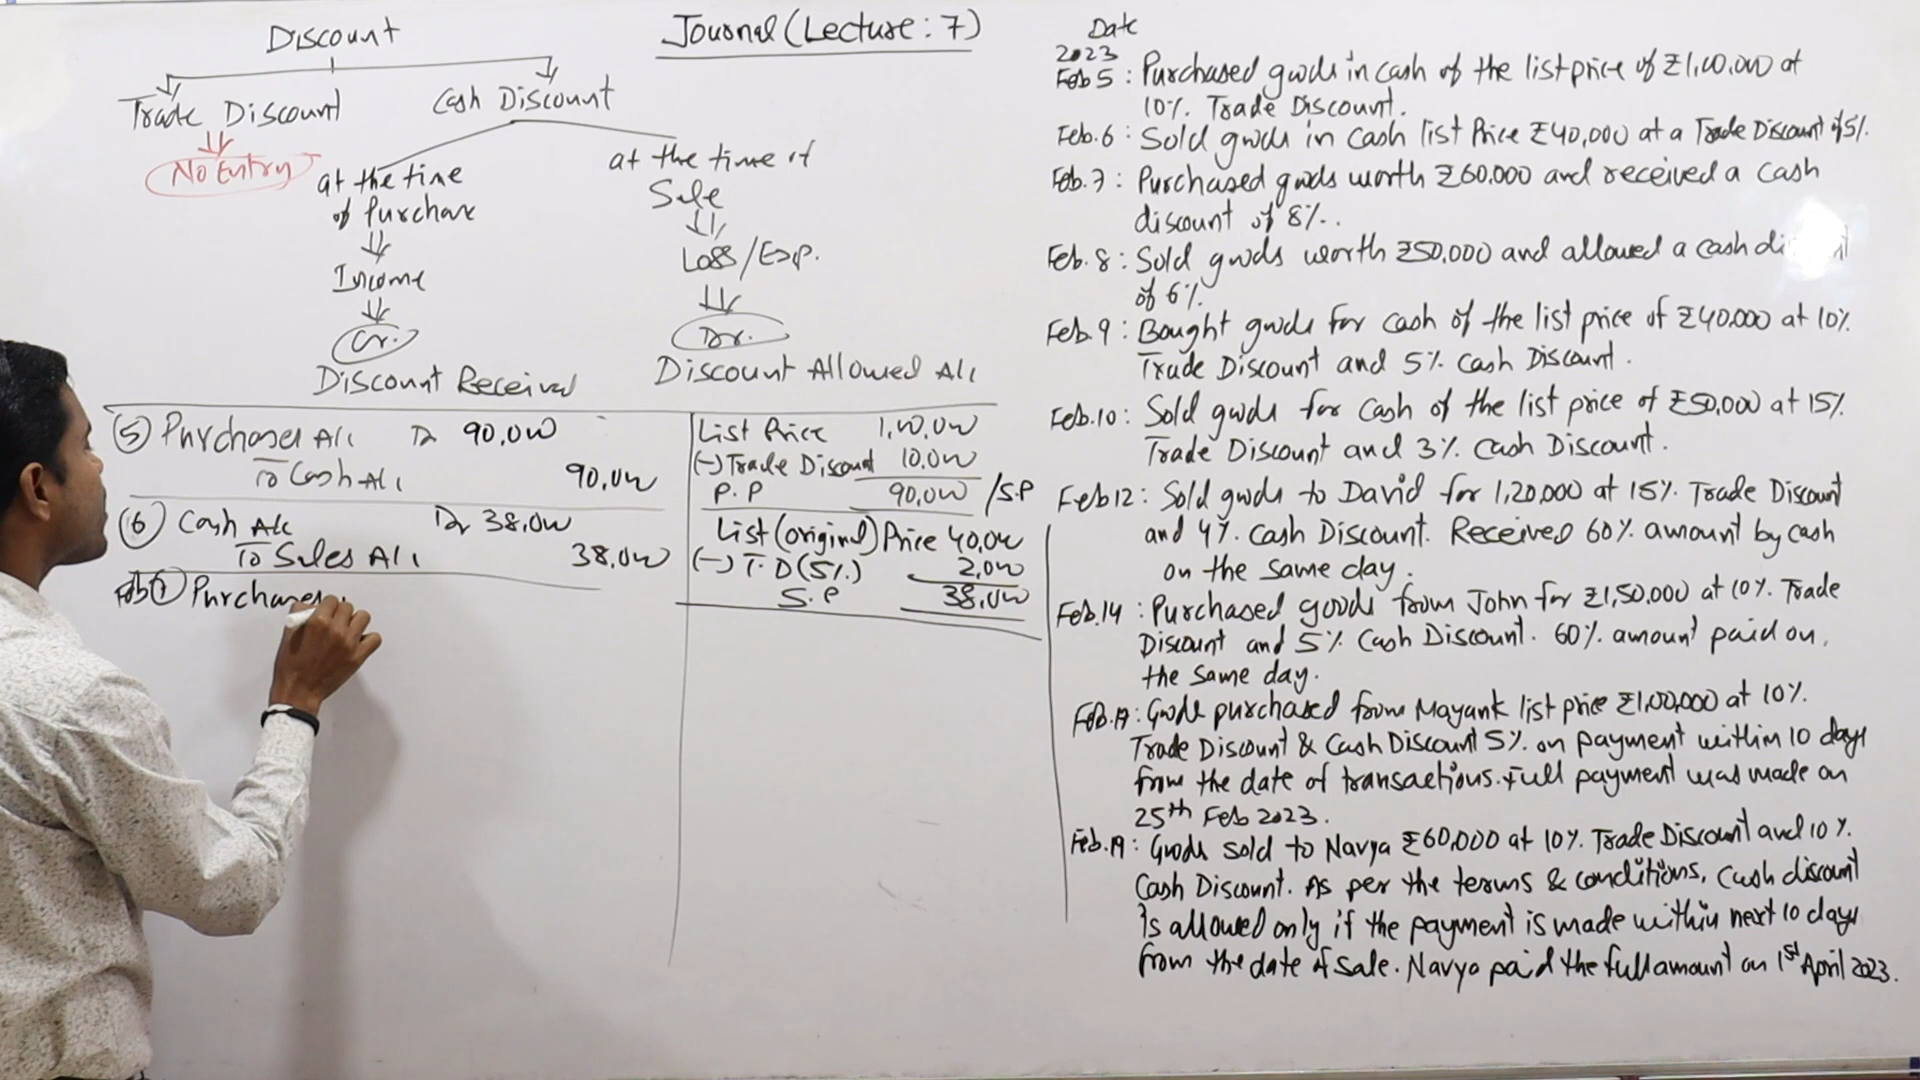 Journal (Lecture: 7)
Discount
Trade Discount
Cash Discount
No Entry
at the time
of Purchase
Income
Cr.
Discount Received
at the time of
Sale
Loss/Exp.
Dr.
Discount Allowed A/c
(5) Purchases A/c Dr 90,000
To Cash A/c 90,000
(6) Cash A/c Dr 38,000
To Sales A/c 38,000
Feb (7) Purchases
List Price 1,00,000
(-) Trade Discount 10,000
P.P 90,000 /S.P
List (original) Price 40,000
(-) T.D (5%) 2,000
S.P 38,000
Date
2023
Feb 5 : Purchased goods in cash of the list price of ₹1,00,000 at
10%. Trade Discount.
Feb. 6 : Sold goods in cash list Price ₹40,000 at a Trade Discount of 5%.
Feb. 7 : Purchased goods worth ₹60,000 and received a cash
discount of 8%..
Feb. 8 : Sold goods worth ₹50,000 and allowed a cash
of 6%.
Feb. 9 : Bought goods for cash of the list price of ₹40,000 at 10%.
Trade Discount and 5% Cash Discount.
Feb. 10 : Sold goods for cash of the list price of ₹50,000 at 15%
Trade Discount and 3% Cash Discount.
Feb 12 : Sold goods to David for 1,20,000 at 15%. Trade Discount
and 4%. Cash Discount. Received 60% amount by cash
on the same day.
Feb. 14 : Purchased goods from John for ₹1,50,000 at 10%. Trade
Discount and 5% Cash Discount. 60%. amount paid on
the same day.
Feb. 17 : Goods purchased from Mayank list price ₹1,00,000 at 10%.
Trade Discount & Cash Discount 5%. on payment within 10 days
from the date of transactions. Full payment was made on
25th Feb 2023.
Feb. 19 : Goods sold to Navya ₹60,000 at 10%. Trade Discount and 10%.
Cash Discount. As per the terms & conditions, Cash discount
is allowed only if the payment is made within next 10 days
from the date of sale. Navya paid the full amount on 1st April 2023.